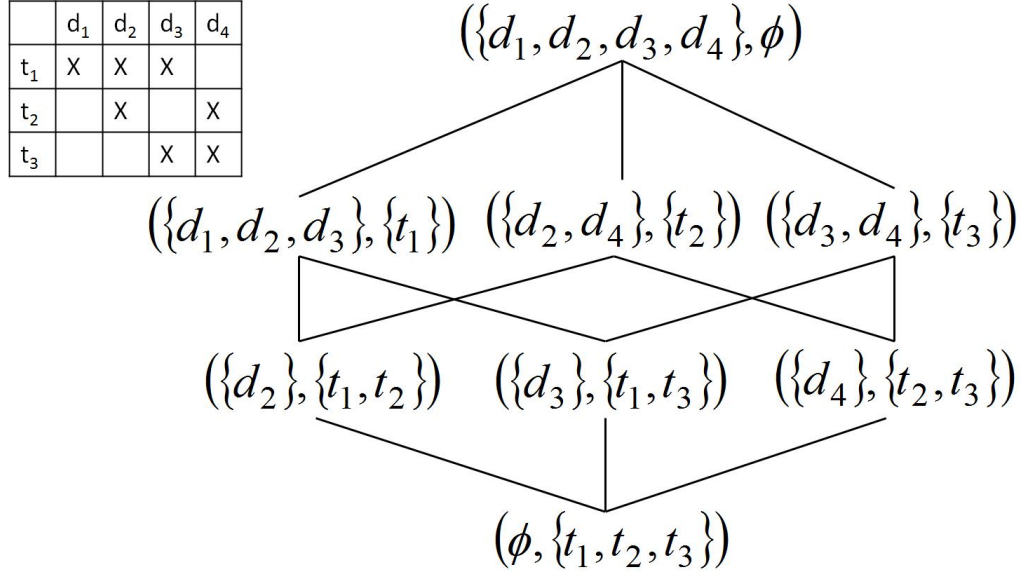 d1 d2 d3 d4
t1 X X X
t2 X X
t3 X X
({d1, d2, d3, d4}, ϕ)
({d1, d2, d3}, {t1}) ({d2, d4}, {t2}) ({d3, d4}, {t3})
({d2}, {t1, t2}) ({d3}, {t1, t3}) ({d4}, {t2, t3})
(ϕ, {t1, t2, t3})